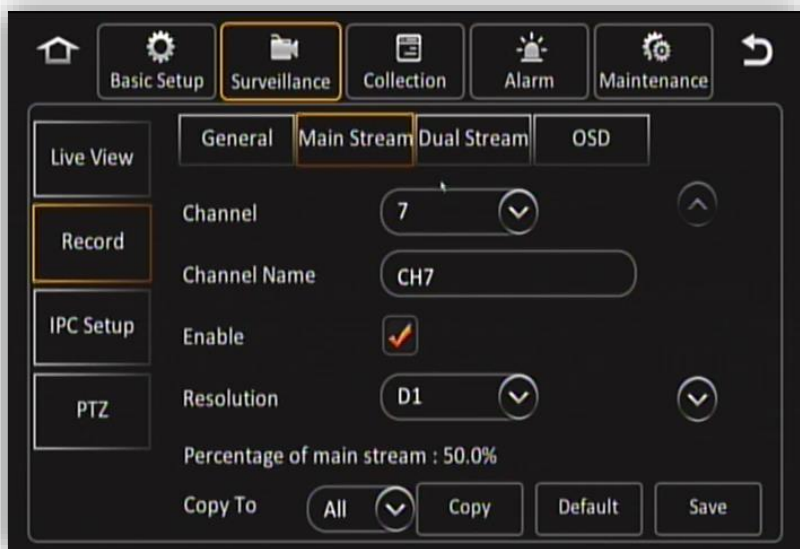 Basic Setup Surveillance Collection Alarm Maintenance
General Main Stream Dual Stream OSD
Live View
Channel 7
Record
Channel Name CH7
IPC Setup
Enable
Resolution D1
PTZ
Percentage of main stream : 50.0%
Copy To All Copy Default Save